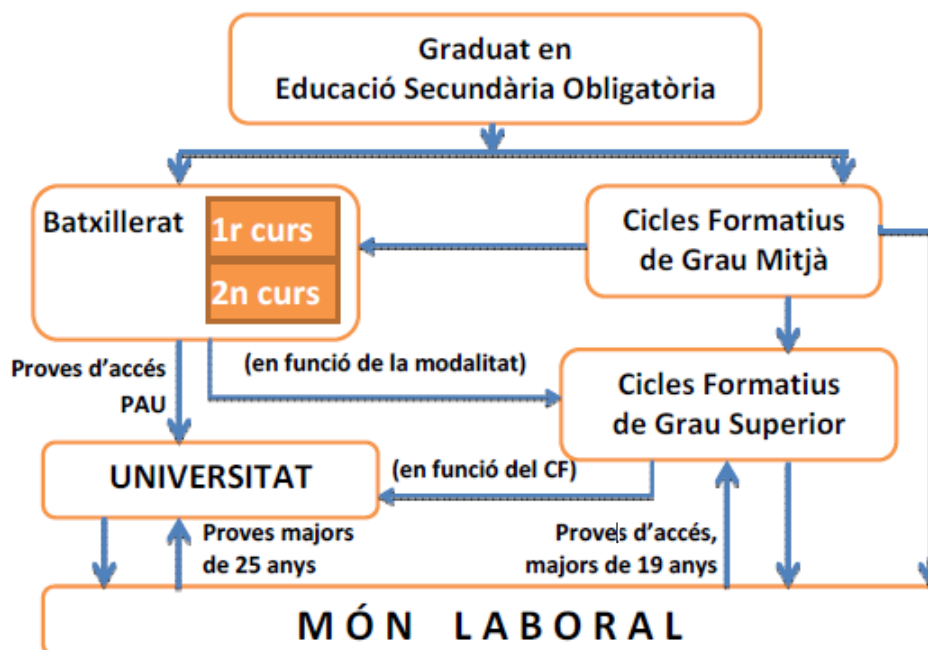 Graduat en
Educació Secundària Obligatòria
Batxillerat
1r curs
2n curs
Cicles Formatius
de Grau Mitjà
Proves d'accés
PAU
(en funció de la modalitat)
Cicles Formatius
de Grau Superior
UNIVERSITAT
(en funció del CF)
Proves majors
de 25 anys
Proves d'accés,
majors de 19 anys
MÓN LABORAL